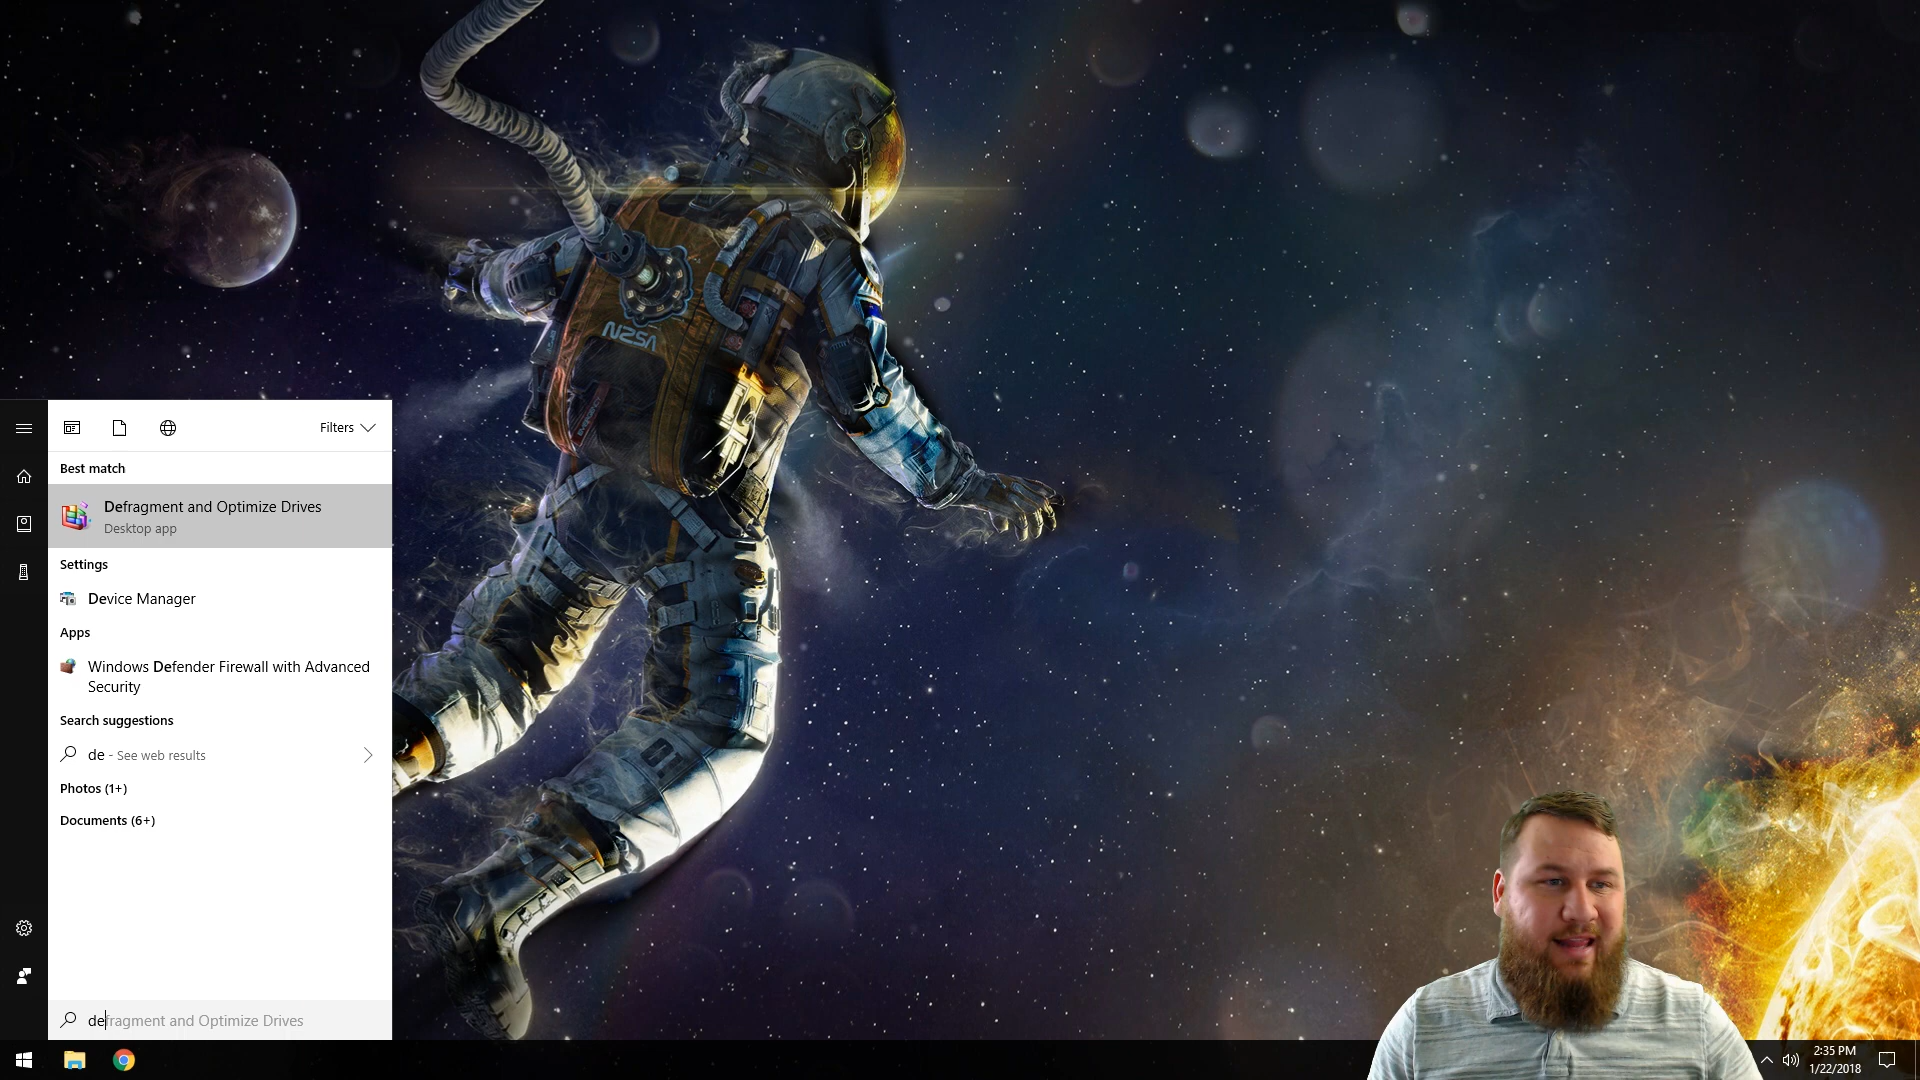 NASA
Filters
Best match
Defragment and Optimize Drives
Desktop app
Settings
Device Manager
Apps
Windows Defender Firewall with Advanced
Security
Search suggestions
de - See web results
Photos (1+)
Documents (6+)
defragment and Optimize Drives
2:35 PM
1/22/2018